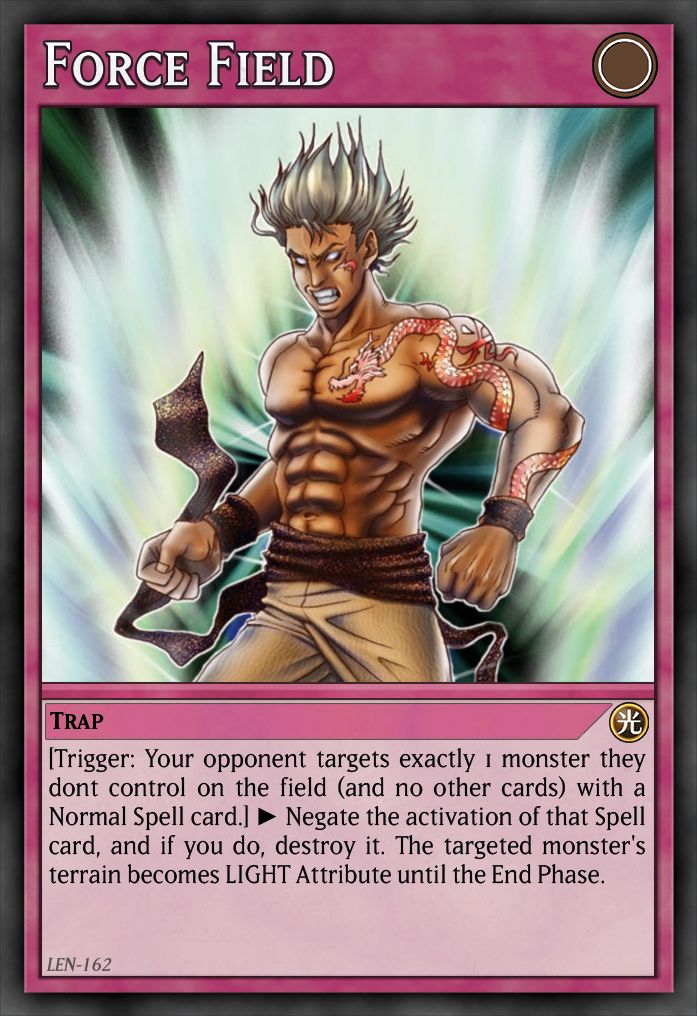 Force Field
Trap
光
[Trigger: Your opponent targets exactly 1 monster they
dont control on the field (and no other cards) with a
Normal Spell card.] ► Negate the activation of that Spell
card, and if you do, destroy it. The targeted monster's
terrain becomes LIGHT Attribute until the End Phase.
LEN-162